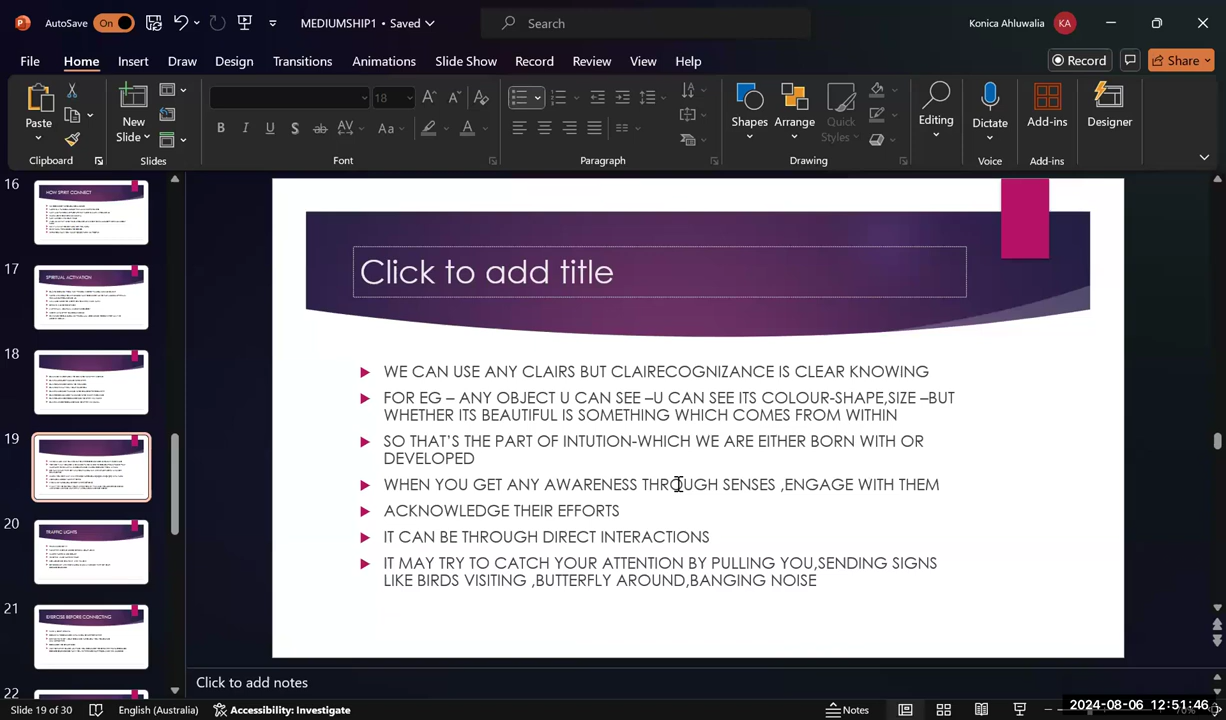 AutoSave On MEDIUMSHIP1 • Saved Search Konica Ahluwalia KA
File Home Insert Draw Design Transitions Animations Slide Show Record Review View Help Record Share
Paste New Slide 18 Shapes Arrange Quick Styles Editing Dictate Add-ins Designer
Clipboard Slides Font Paragraph Drawing Voice Add-ins
16
HOW SPIRIT CONNECT
17
SPIRITUAL ACTIVATION
18
19
20
TRAFFIC LIGHTS
21
EXERCISE BEFORE CONNECTING
22
Click to add title
WE CAN USE ANY CLAIRS BUT CLAIRECOGNIZANCE IS CLEAR KNOWING
FOR EG – ANY OBJECT U CAN SEE –U CAN SEE ITS COLOUR-SHAPE,SIZE –BUT
WHETHER ITS BEAUTIFUL IS SOMETHING WHICH COMES FROM WITHIN
SO THAT'S THE PART OF INTUTION-WHICH WE ARE EITHER BORN WITH OR
DEVELOPED
WHEN YOU GET ANY AWARENESS THROUGH SENSES ,ENGAGE WITH THEM
ACKNOWLEDGE THEIR EFFORTS
IT CAN BE THROUGH DIRECT INTERACTIONS
IT MAY TRY TO CATCH YOUR ATTENTION BY PULLING YOU,SENDING SIGNS
LIKE BIRDS VISITING ,BUTTERFLY AROUND,BANGING NOISE
Click to add notes
Slide 19 of 30 English (Australia) Accessibility: Investigate Notes
2024-08-06 12:51:46